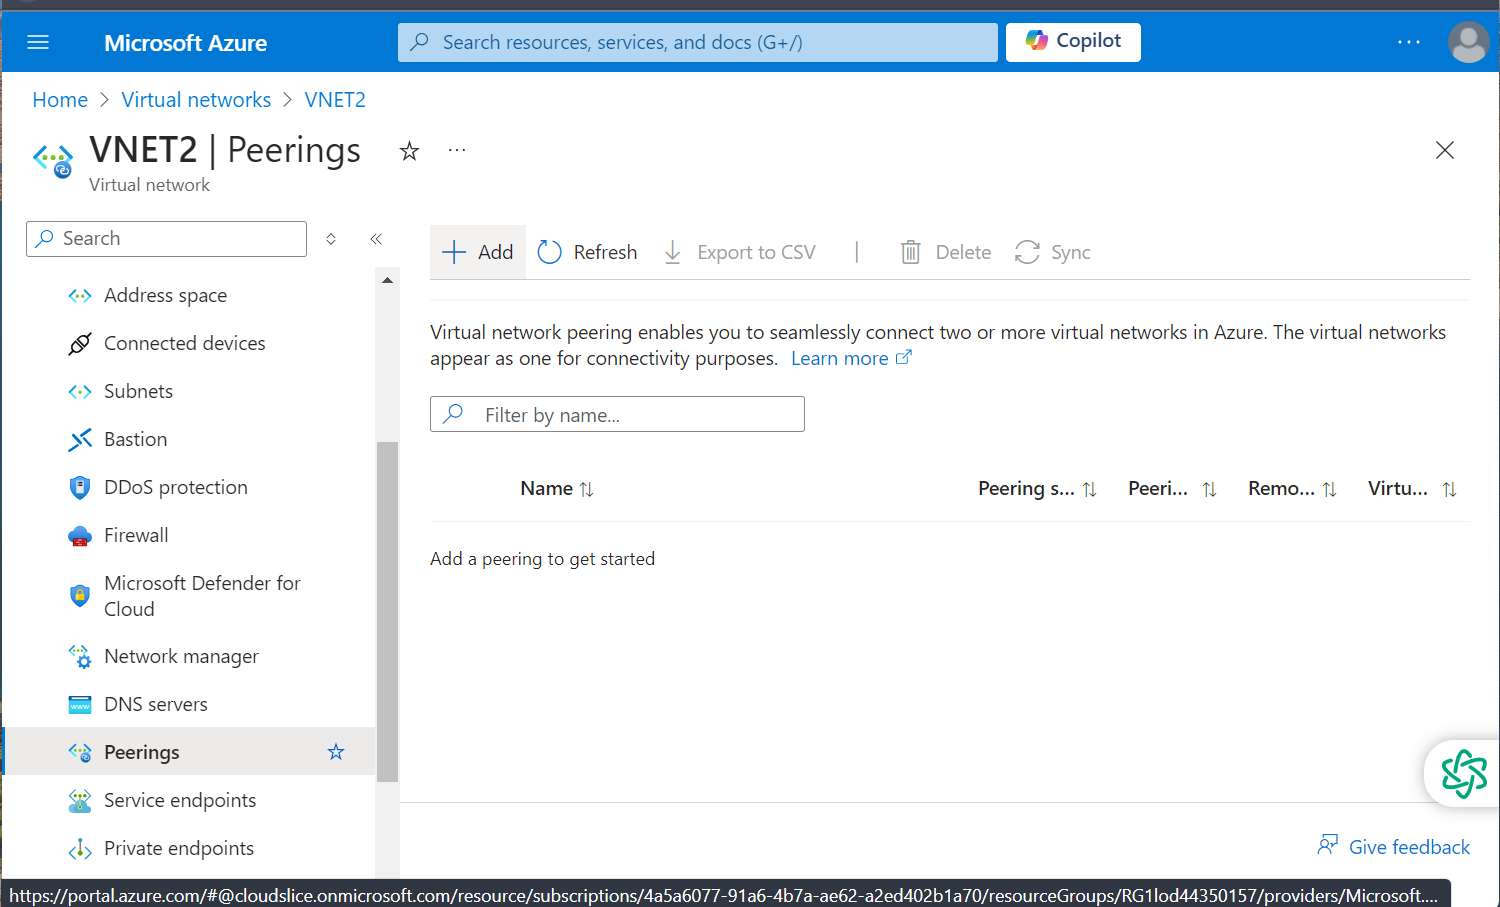 Microsoft Azure
Search resources, services, and docs (G+/)
Copilot
Home > Virtual networks > VNET2
VNET2 | Peerings
Virtual network
Search
Address space
Connected devices
Subnets
Bastion
DDoS protection
Firewall
Microsoft Defender for
Cloud
Network manager
DNS servers
Peerings
Service endpoints
Private endpoints
Add Refresh Export to CSV | Delete Sync
Virtual network peering enables you to seamlessly connect two or more virtual networks in Azure. The virtual networks
appear as one for connectivity purposes. Learn more
Filter by name...
Name Peering s... Peeri... Remo... Virtu...
Add a peering to get started
Give feedback
https://portal.azure.com/#@cloudslice.onmicrosoft.com/resource/subscriptions/4a5a6077-91a6-4b7a-ae62-a2ed402b1a70/resourceGroups/RG1lod44350157/providers/Microsoft....